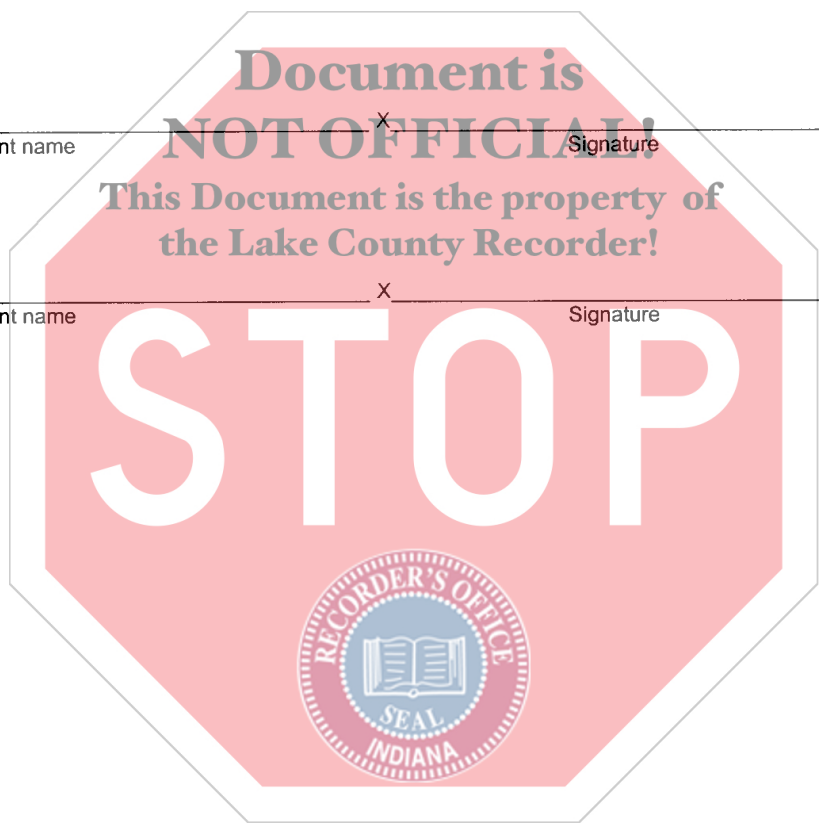 Document is
X
nt name Signature
NOT OFFICIAL!
This Document is the property of
the Lake County Recorder!
X
nt name Signature
STOP
RECORDER'S OFFICE
SEAL
INDIANA